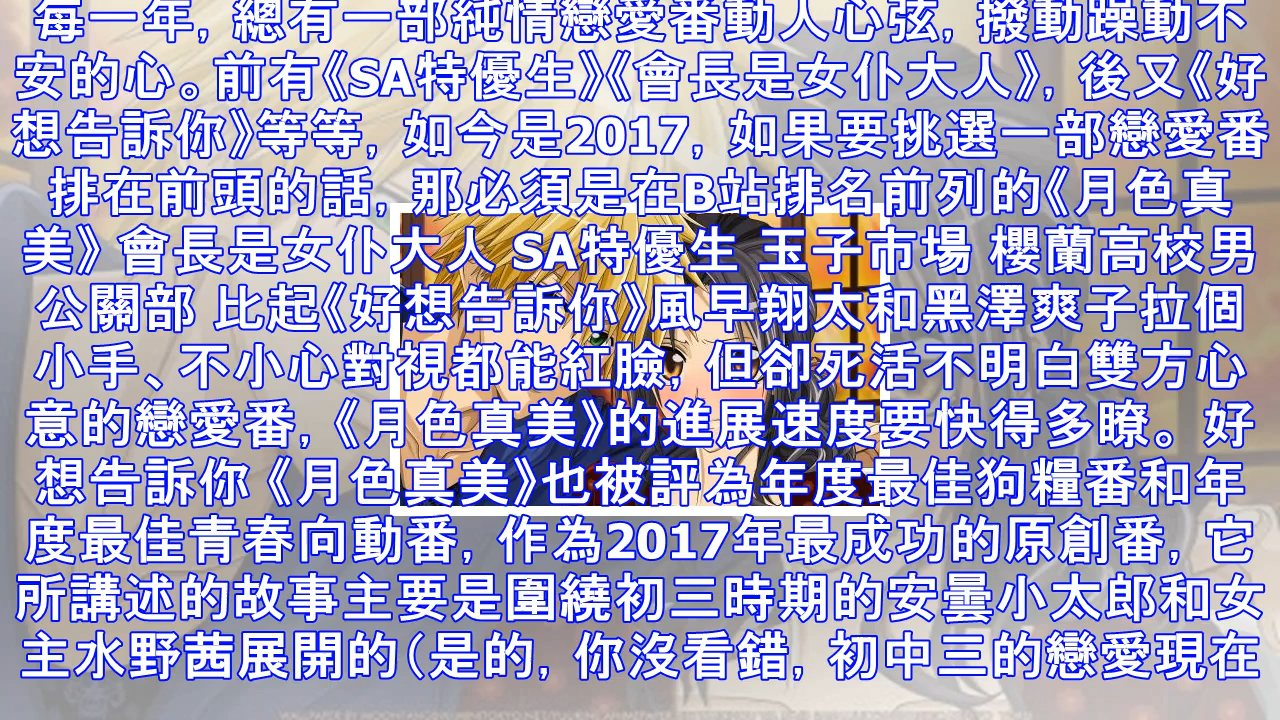 每一年, 總有一部純情戀愛番動人心弦, 撥動躁動不
安的心。前有《SA特優生》《會長是女仆大人》, 後又《好
想告訴你》等等, 如今是2017, 如果要挑選一部戀愛番
排在前頭的話, 那必須是在B站排名前列的《月色真
美》 會長是女仆大人 SA特優生 玉子市場 櫻蘭高校男
公關部 比起《好想告訴你》風早翔太和黑澤爽子拉個
小手、不小心對視都能紅臉, 但卻死活不明白雙方心
意的戀愛番, 《月色真美》的進展速度要快得多瞭。 好
想告訴你 《月色真美》也被評為年度最佳狗糧番和年
度最佳青春向動番, 作為2017年最成功的原創番, 它
所講述的故事主要是圍繞初三時期的安曇小太郎和女
主水野茜展開的(是的, 你沒看錯, 初中三的戀愛現在